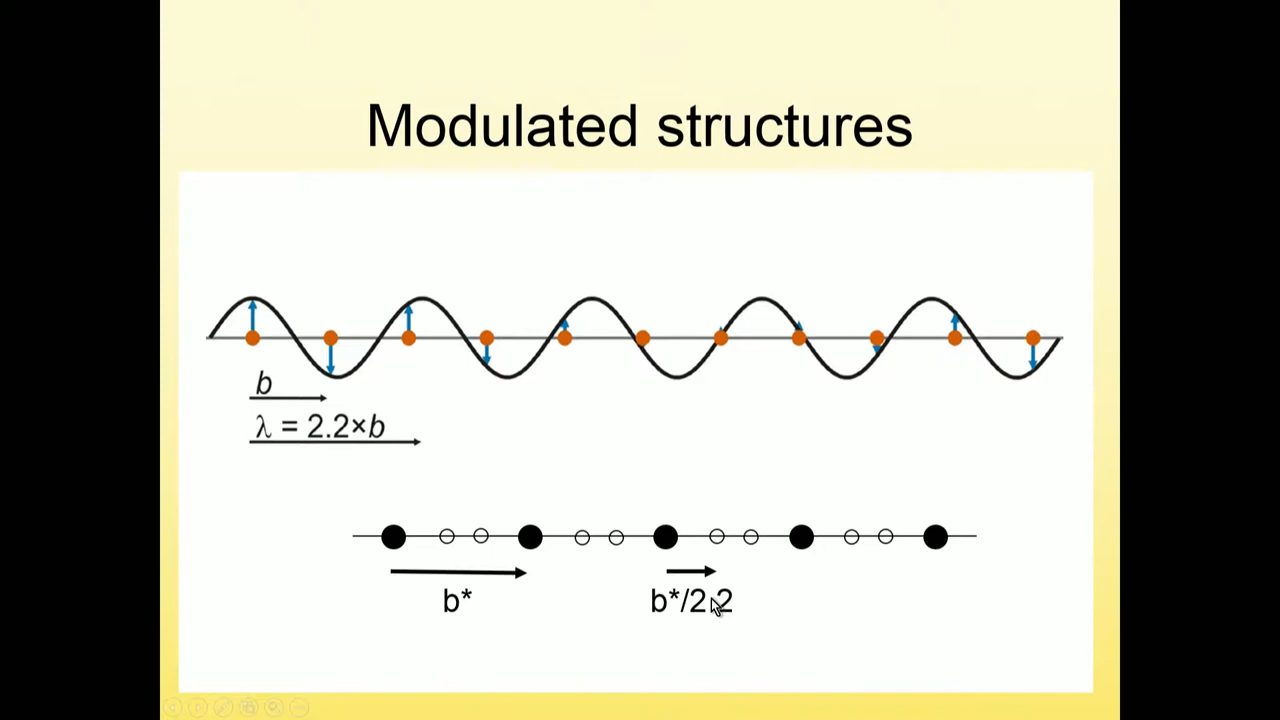 Modulated structures
b
λ = 2.2×b
b*
b*/2.2